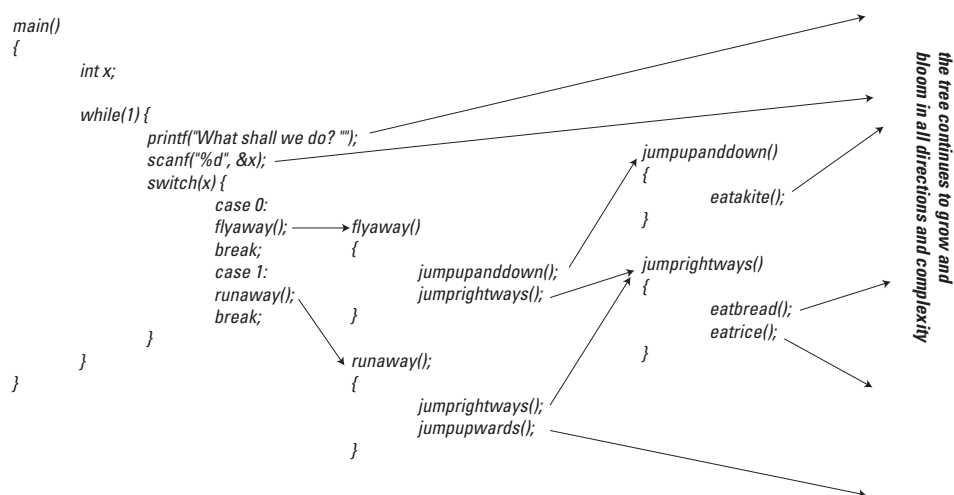 main()
{
int x;
while(1) {
printf("What shall we do? "");
scanf("%d", &x);
switch(x) {
case 0:
flyaway();
break;
case 1:
runaway();
break;
}
}
}
flyaway()
{
jumpupanddown();
jumprightways();
}
runaway();
{
jumprightways();
jumpupwards();
}
jumpupanddown()
{
eatakite();
}
jumprightways()
{
eatbread();
eatrice();
}
the tree continues to grow and
bloom in all directions and complexity